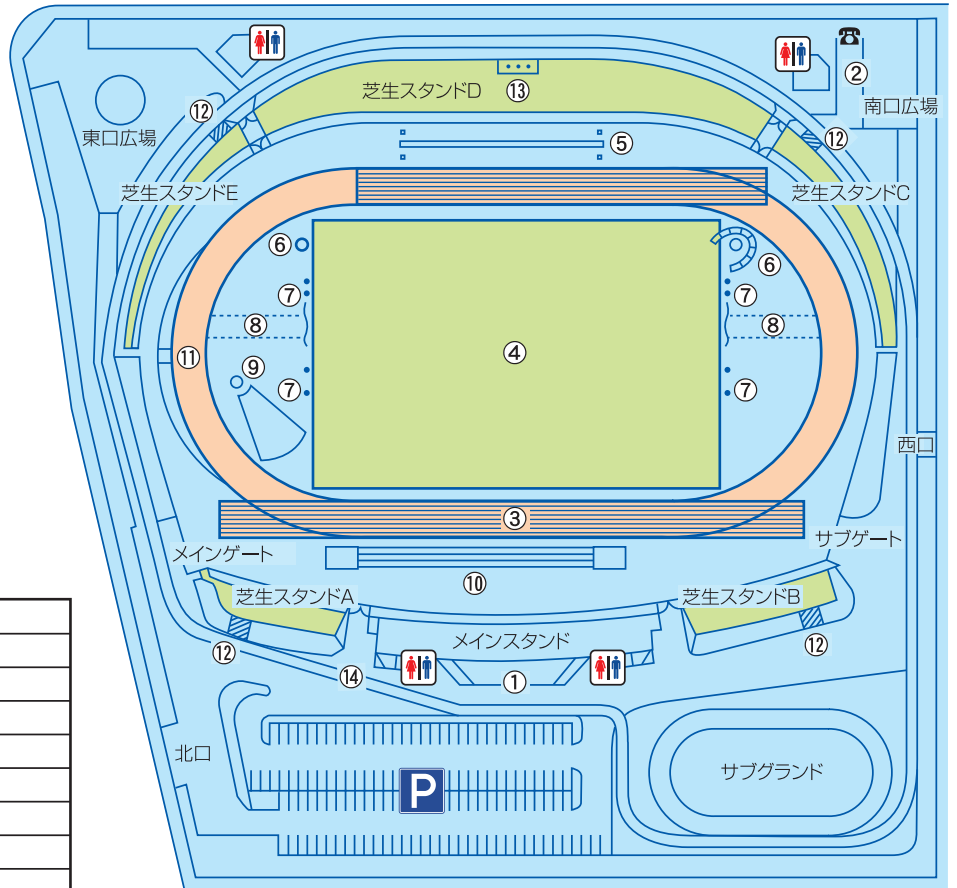 ②
芝生スタンドD
⑬
⑫
南口広場
東口広場
⑫
⑤
芝生スタンドE
芝生スタンドC
⑥
⑥
⑦
⑦
⑧
⑧
④
⑪
⑨
⑦
⑦
西口
③
サブゲート
メインゲート
⑩
芝生スタンドA
芝生スタンドB
メインスタンド
⑫
⑫
⑭
①
北口
サブグランド
P